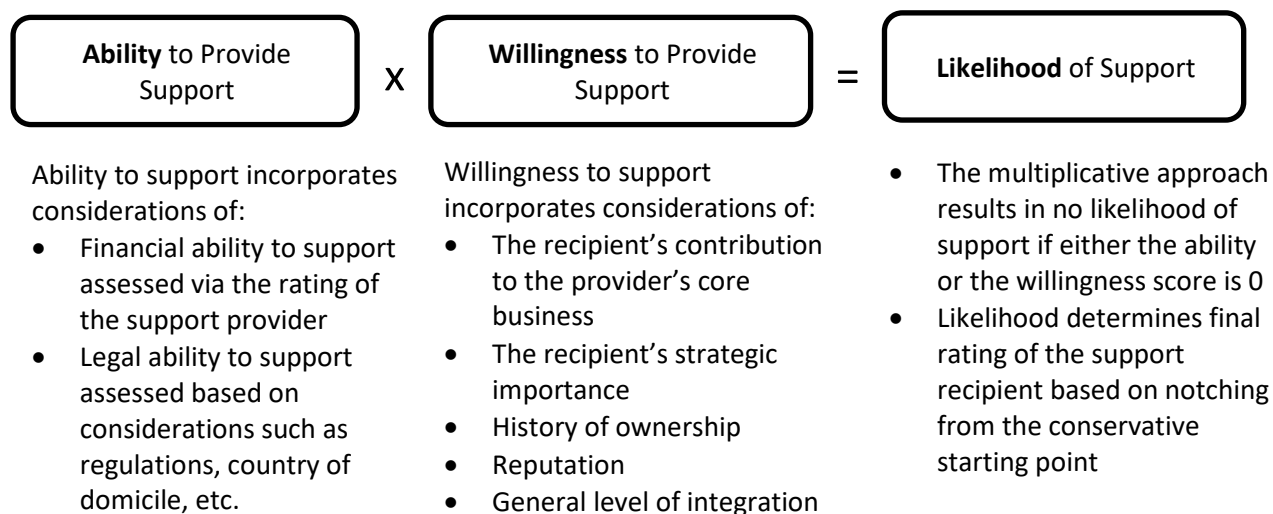 Ability to Provide
Support
x
Willingness to Provide
Support
=
Likelihood of Support
Ability to support incorporates
considerations of:
• Financial ability to support
assessed via the rating of
the support provider
• Legal ability to support
assessed based on
considerations such as
regulations, country of
domicile, etc.
Willingness to support
incorporates considerations of:
• The recipient’s contribution
to the provider’s core
business
• The recipient’s strategic
importance
• History of ownership
• Reputation
• General level of integration
• The multiplicative approach
results in no likelihood of
support if either the ability
or the willingness score is 0
• Likelihood determines final
rating of the support
recipient based on notching
from the conservative
starting point